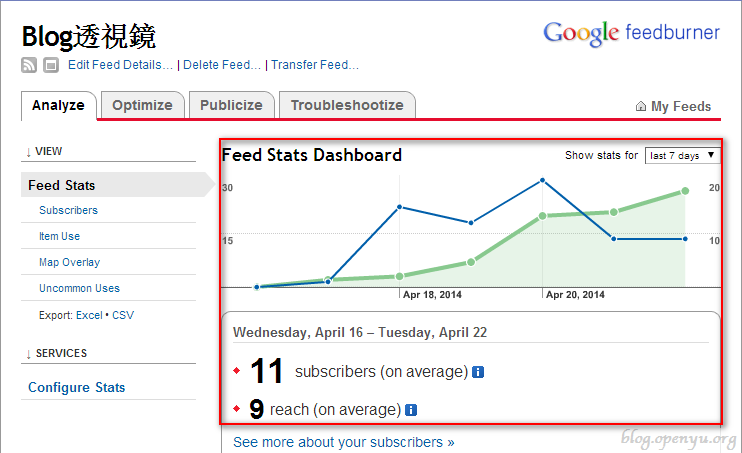 Blog透視鏡
Google feedburner
Edit Feed Details... | Delete Feed... | Transfer Feed...
Analyze Optimize Publicize Troubleshootize
My Feeds
↓ VIEW
Feed Stats
Subscribers
Item Use
Map Overlay
Uncommon Uses
Export: Excel • CSV
↓ SERVICES
Configure Stats
Feed Stats Dashboard
Show stats for last 7 days ▼
30 20
15 10
Apr 18, 2014 Apr 20, 2014
Wednesday, April 16 – Tuesday, April 22
11 subscribers (on average) i
9 reach (on average) i
See more about your subscribers »
blog.openyu.org